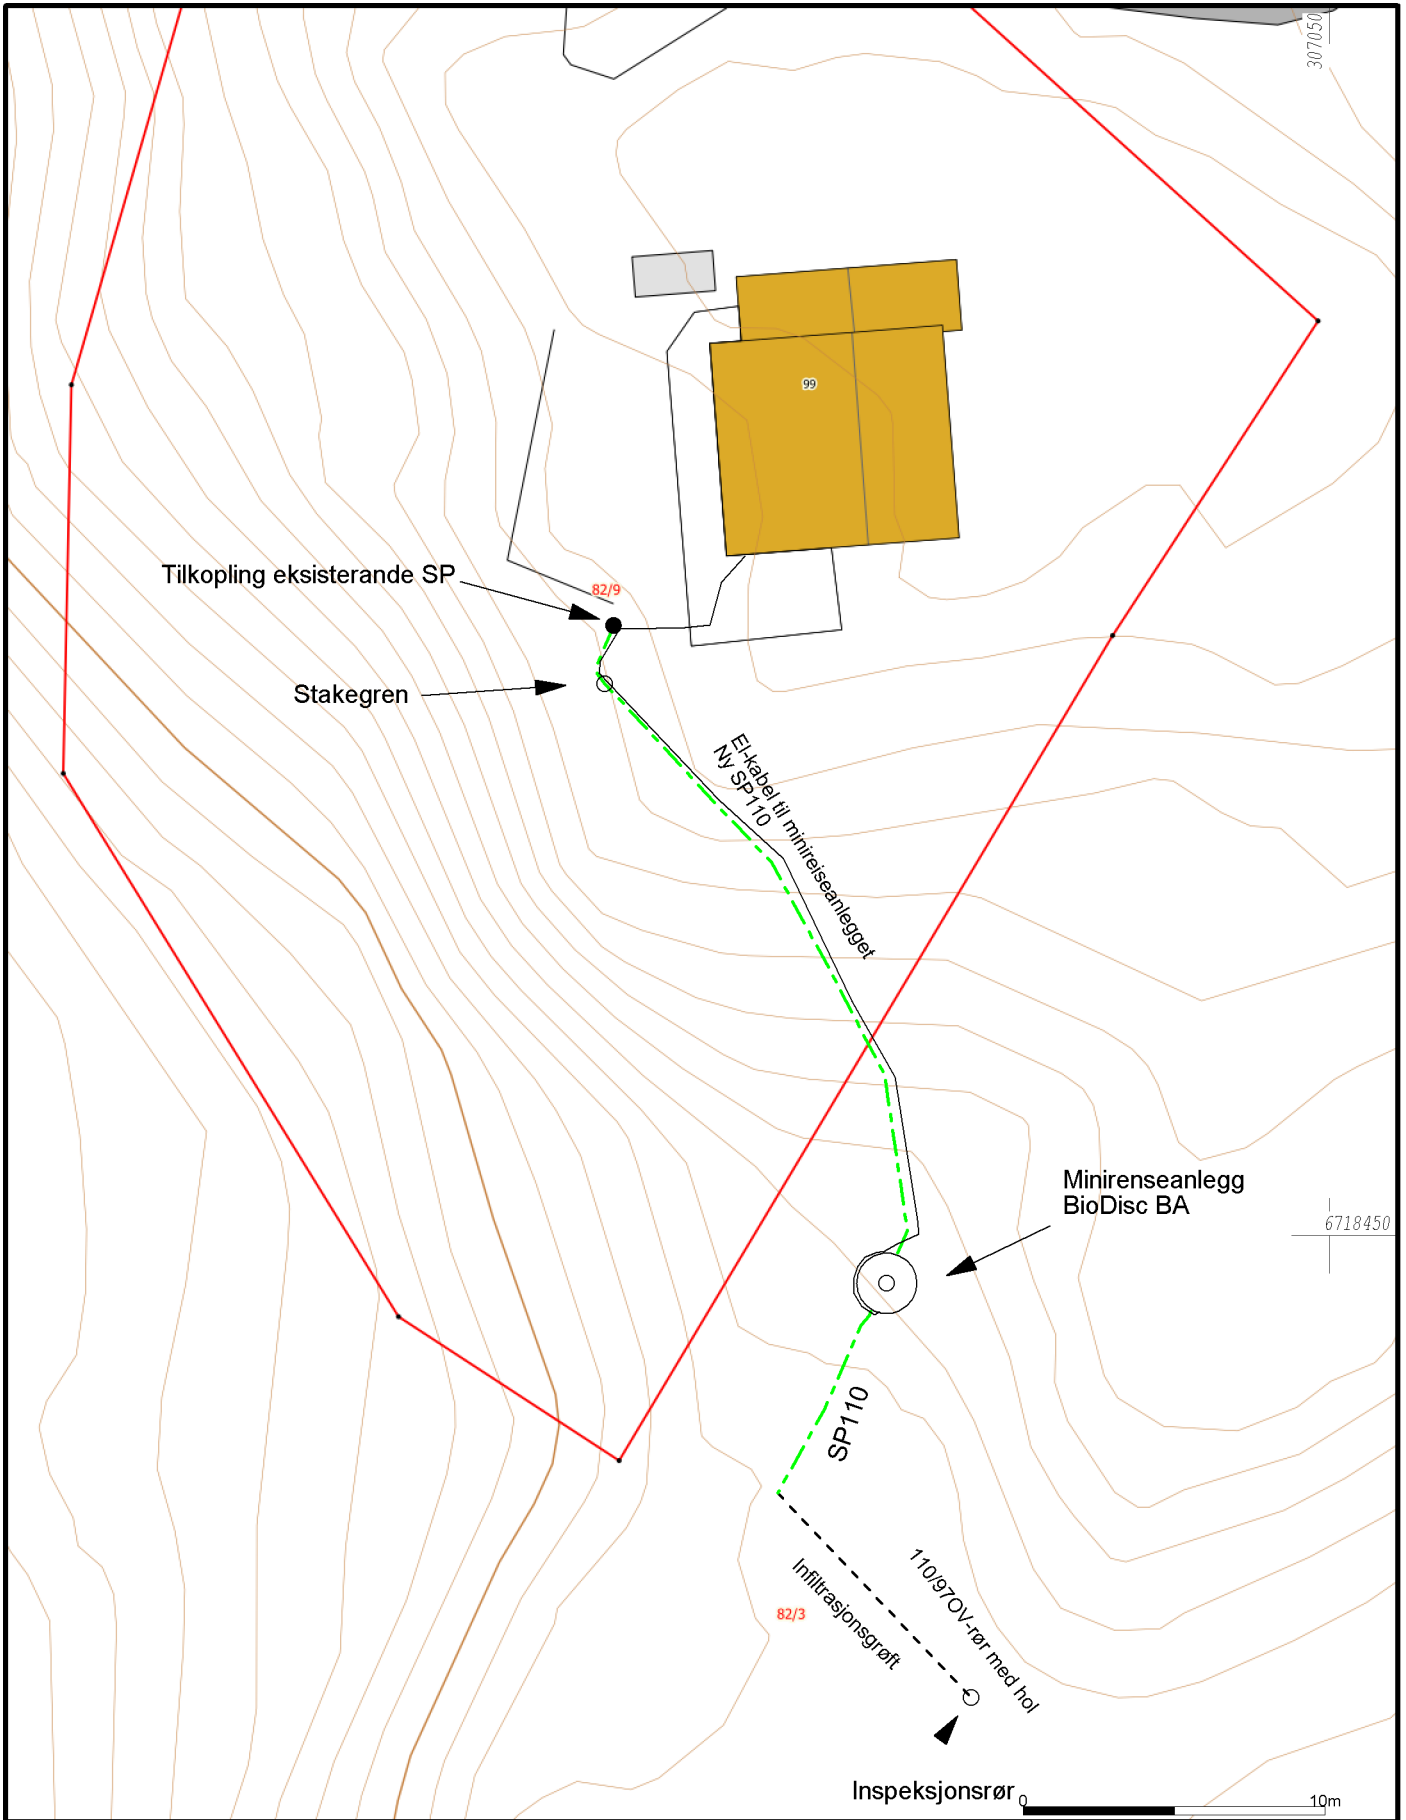 307050
99
Tilkopling eksisterande SP
82/9
Stakegren
El-kabel til minireiseanlegget
Ny SP110
Minirenseanlegg
BioDisc BA
6718450
SP110
110/97OV-rør med hol
Infiltrasjonsgrøft
82/3
Inspeksjonsrør
0 10m